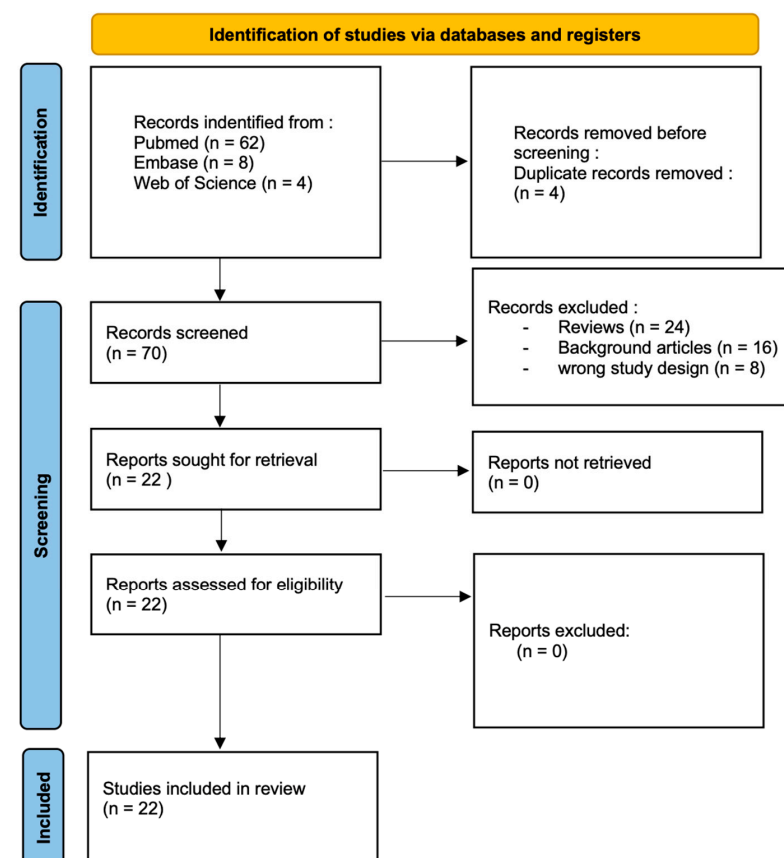 Identification of studies via databases and registers
Identification
Records indentified from :
Pubmed (n = 62)
Embase (n = 8)
Web of Science (n = 4)
Records removed before
screening :
Duplicate records removed :
(n = 4)
Screening
Records screened
(n = 70)
Records excluded :
- Reviews (n = 24)
- Background articles (n = 16)
- wrong study design (n = 8)
Reports sought for retrieval
(n = 22 )
Reports not retrieved
(n = 0)
Reports assessed for eligibility
(n = 22)
Reports excluded:
(n = 0)
Included
Studies included in review
(n = 22)